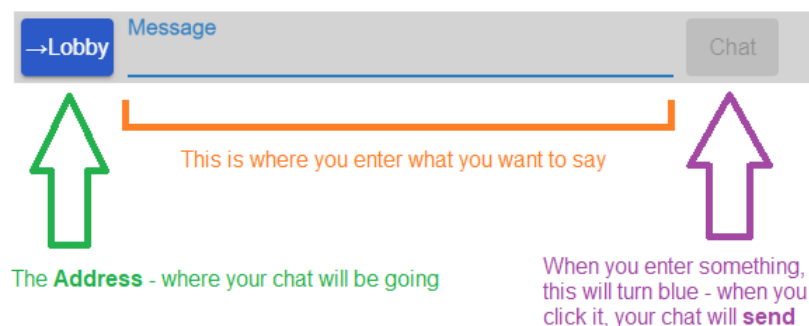 Message
→Lobby
Chat
This is where you enter what you want to say
The Address - where your chat will be going
When you enter something,
this will turn blue - when you
click it, your chat will send